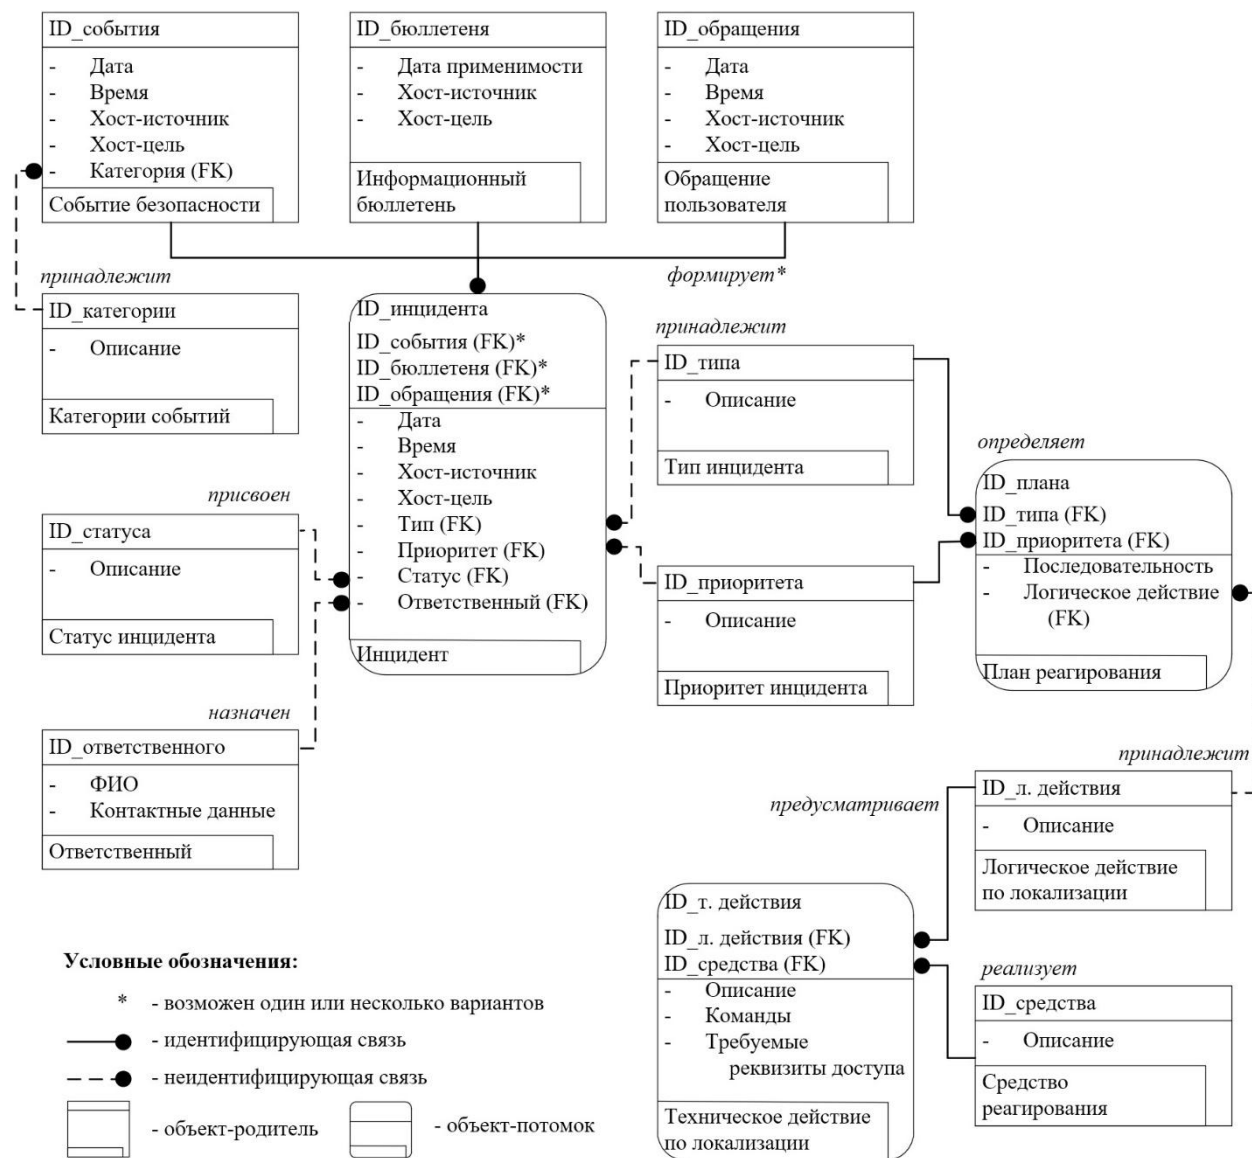 ID_события
- Дата
- Время
- Хост-источник
- Хост-цель
- Категория (FK)
Событие безопасности
ID_бюллетеня
- Дата применимости
- Хост-источник
- Хост-цель
Информационный
бюллетень
ID_обращения
- Дата
- Время
- Хост-источник
- Хост-цель
Обращение
пользователя
принадлежит
формирует*
ID_категории
- Описание
Категории событий
ID_инцидента
ID_события (FK)*
ID_бюллетеня (FK)*
ID_обращения (FK)*
- Дата
- Время
- Хост-источник
- Хост-цель
- Тип (FK)
- Приоритет (FK)
- Статус (FK)
- Ответственный (FK)
Инцидент
принадлежит
ID_типа
- Описание
Тип инцидента
определяет
ID_плана
ID_типа (FK)
ID_приоритета (FK)
- Последовательность
- Логическое действие
(FK)
План реагирования
присвоен
ID_статуса
- Описание
Статус инцидента
ID_приоритета
- Описание
Приоритет инцидента
назначен
ID_ответственного
- ФИО
- Контактные данные
Ответственный
принадлежит
предусматривает
ID_л. действия
- Описание
Логическое действие
по локализации
ID_т. действия
ID_л. действия (FK)
ID_средства (FK)
- Описание
- Команды
- Требуемые
реквизиты доступа
Техническое действие
по локализации
реализует
ID_средства
- Описание
Средство
реагирования
Условные обозначения:
* - возможен один или несколько вариантов
- идентифицирующая связь
- неидентифицирующая связь
- объект-родитель
- объект-потомок